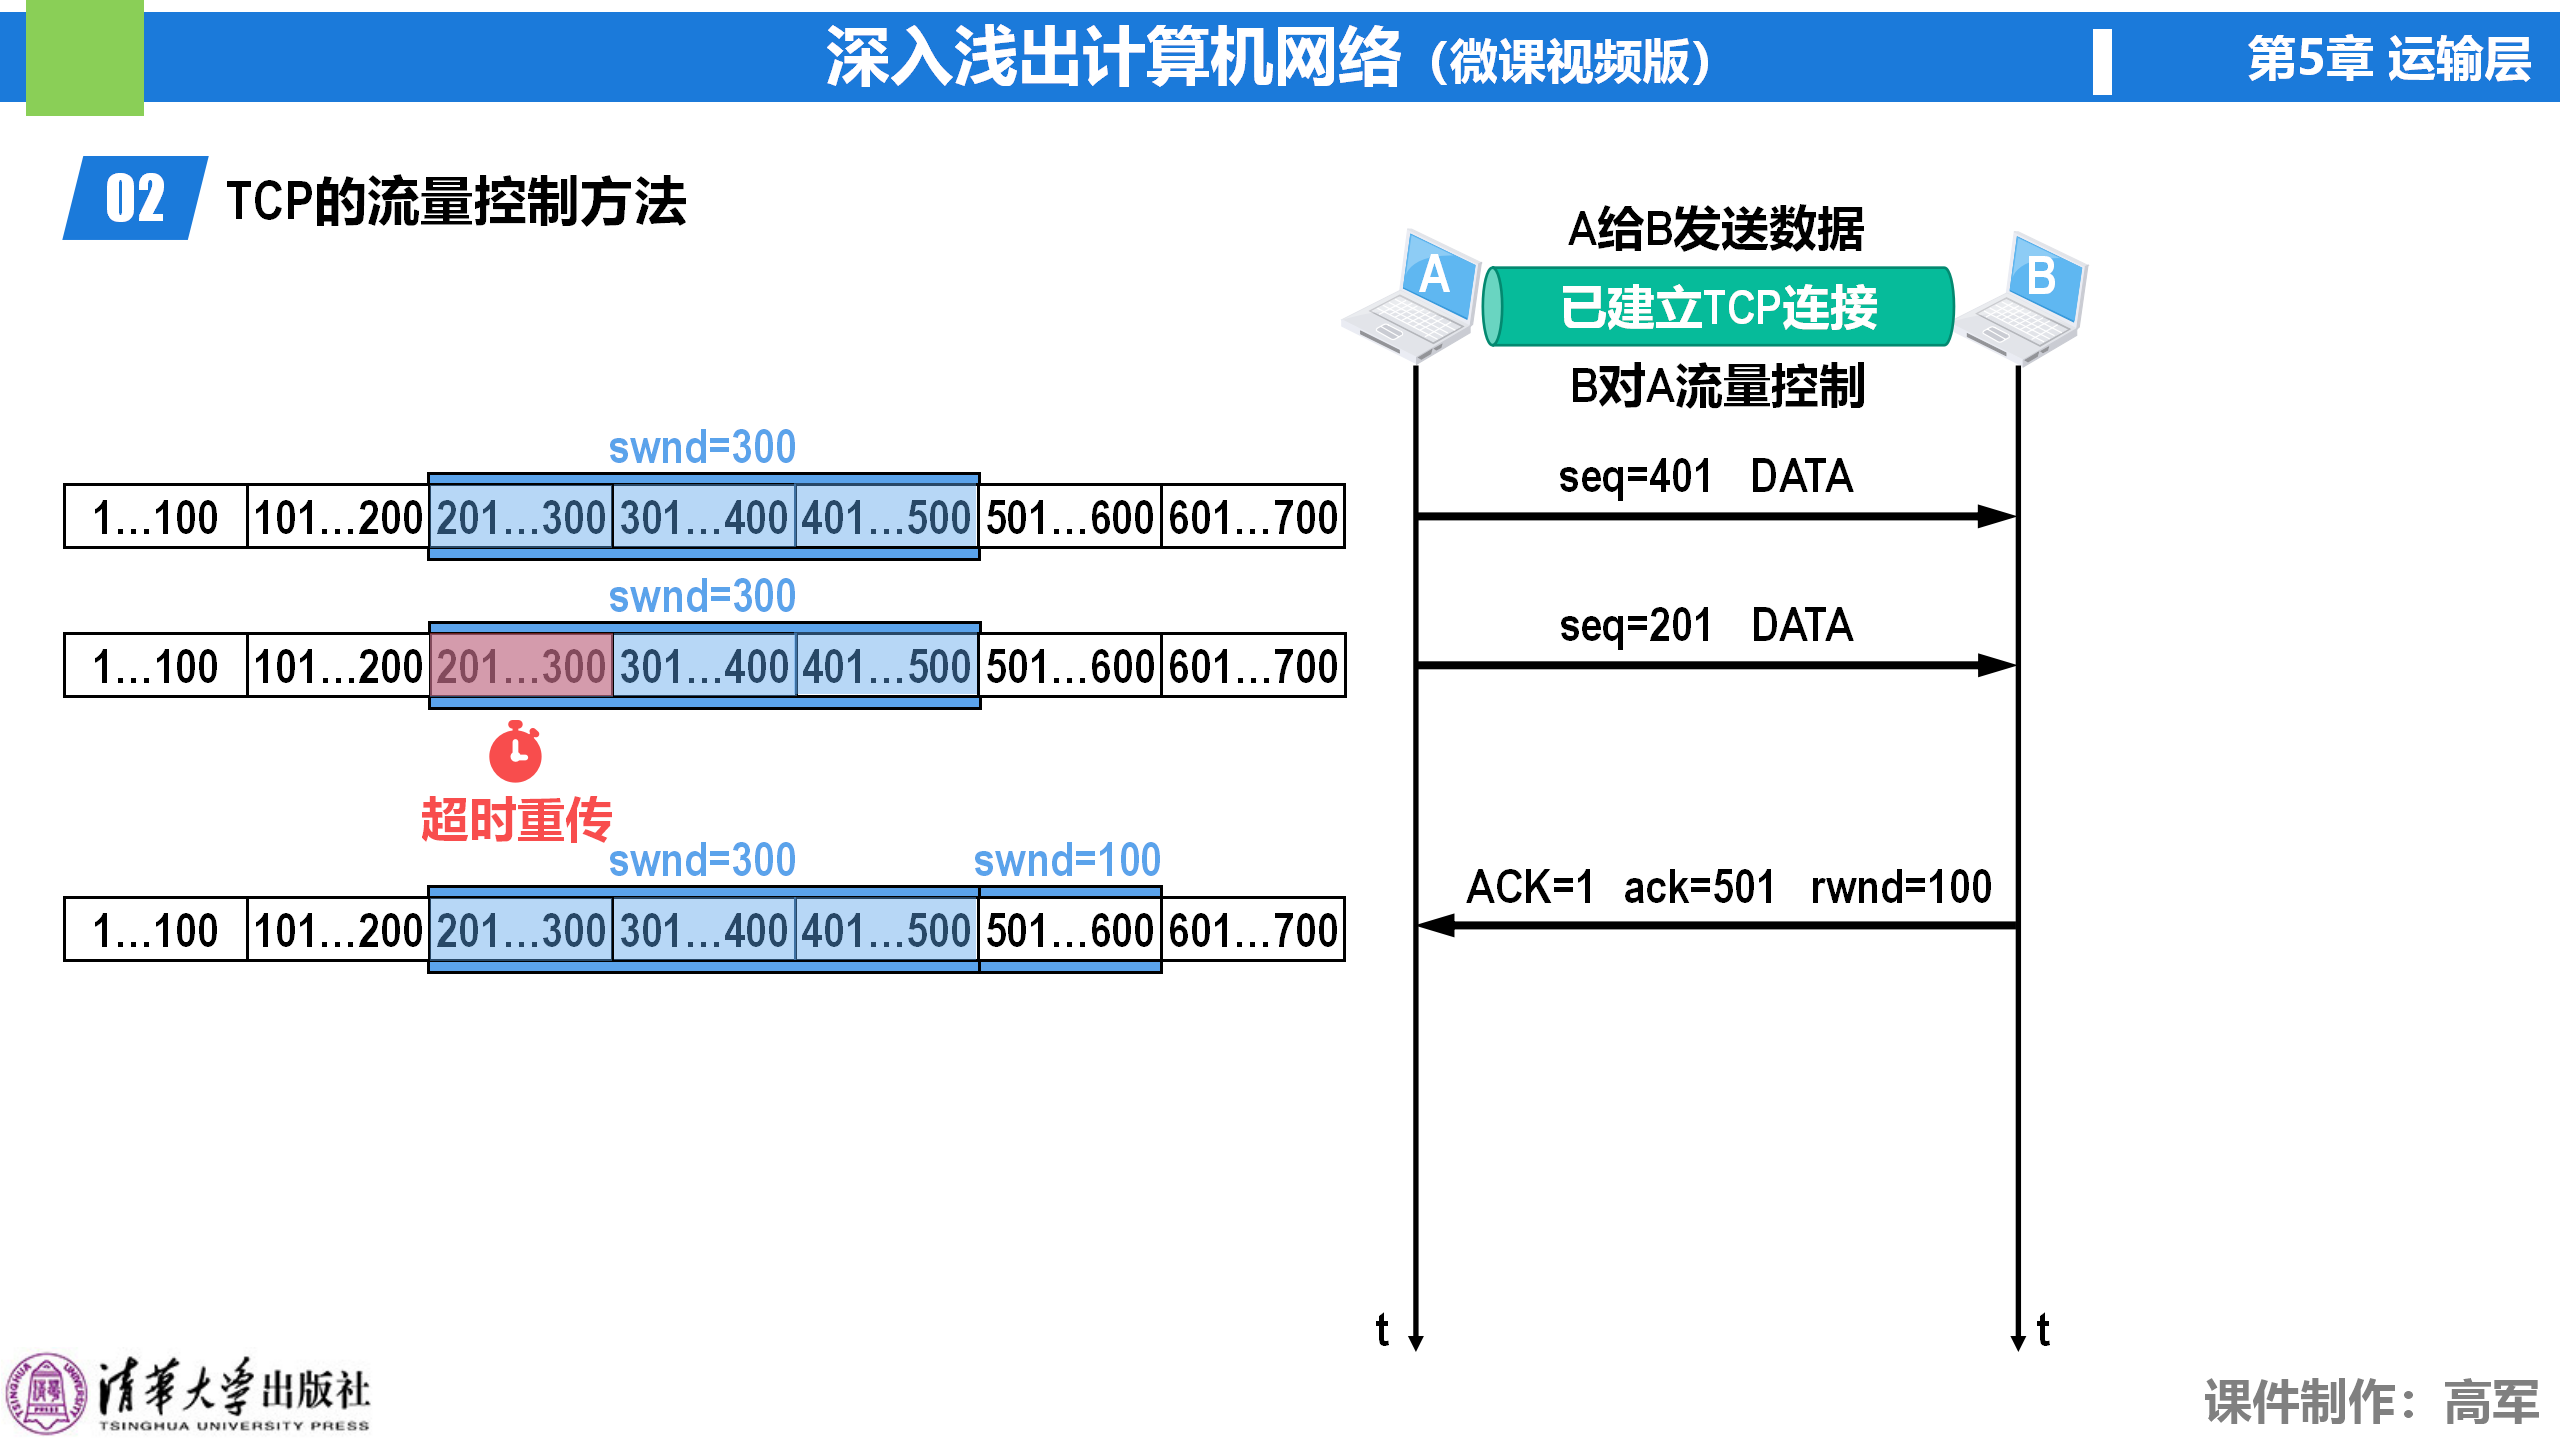 深入浅出计算机网络（微课视频版）
第5章 运输层
02 TCP的流量控制方法
A给B发送数据
A
已建立TCP连接
B
B对A流量控制
swnd=300
1…100 101…200 201…300 301…400 401…500 501…600 601…700
seq=401 DATA
swnd=300
1…100 101…200 201…300 301…400 401…500 501…600 601…700
seq=201 DATA
超时重传
swnd=300 swnd=100
1…100 101…200 201…300 301…400 401…500 501…600 601…700
ACK=1 ack=501 rwnd=100
t
t
清华大学出版社
TSINGHUA UNIVERSITY PRESS
课件制作：高军